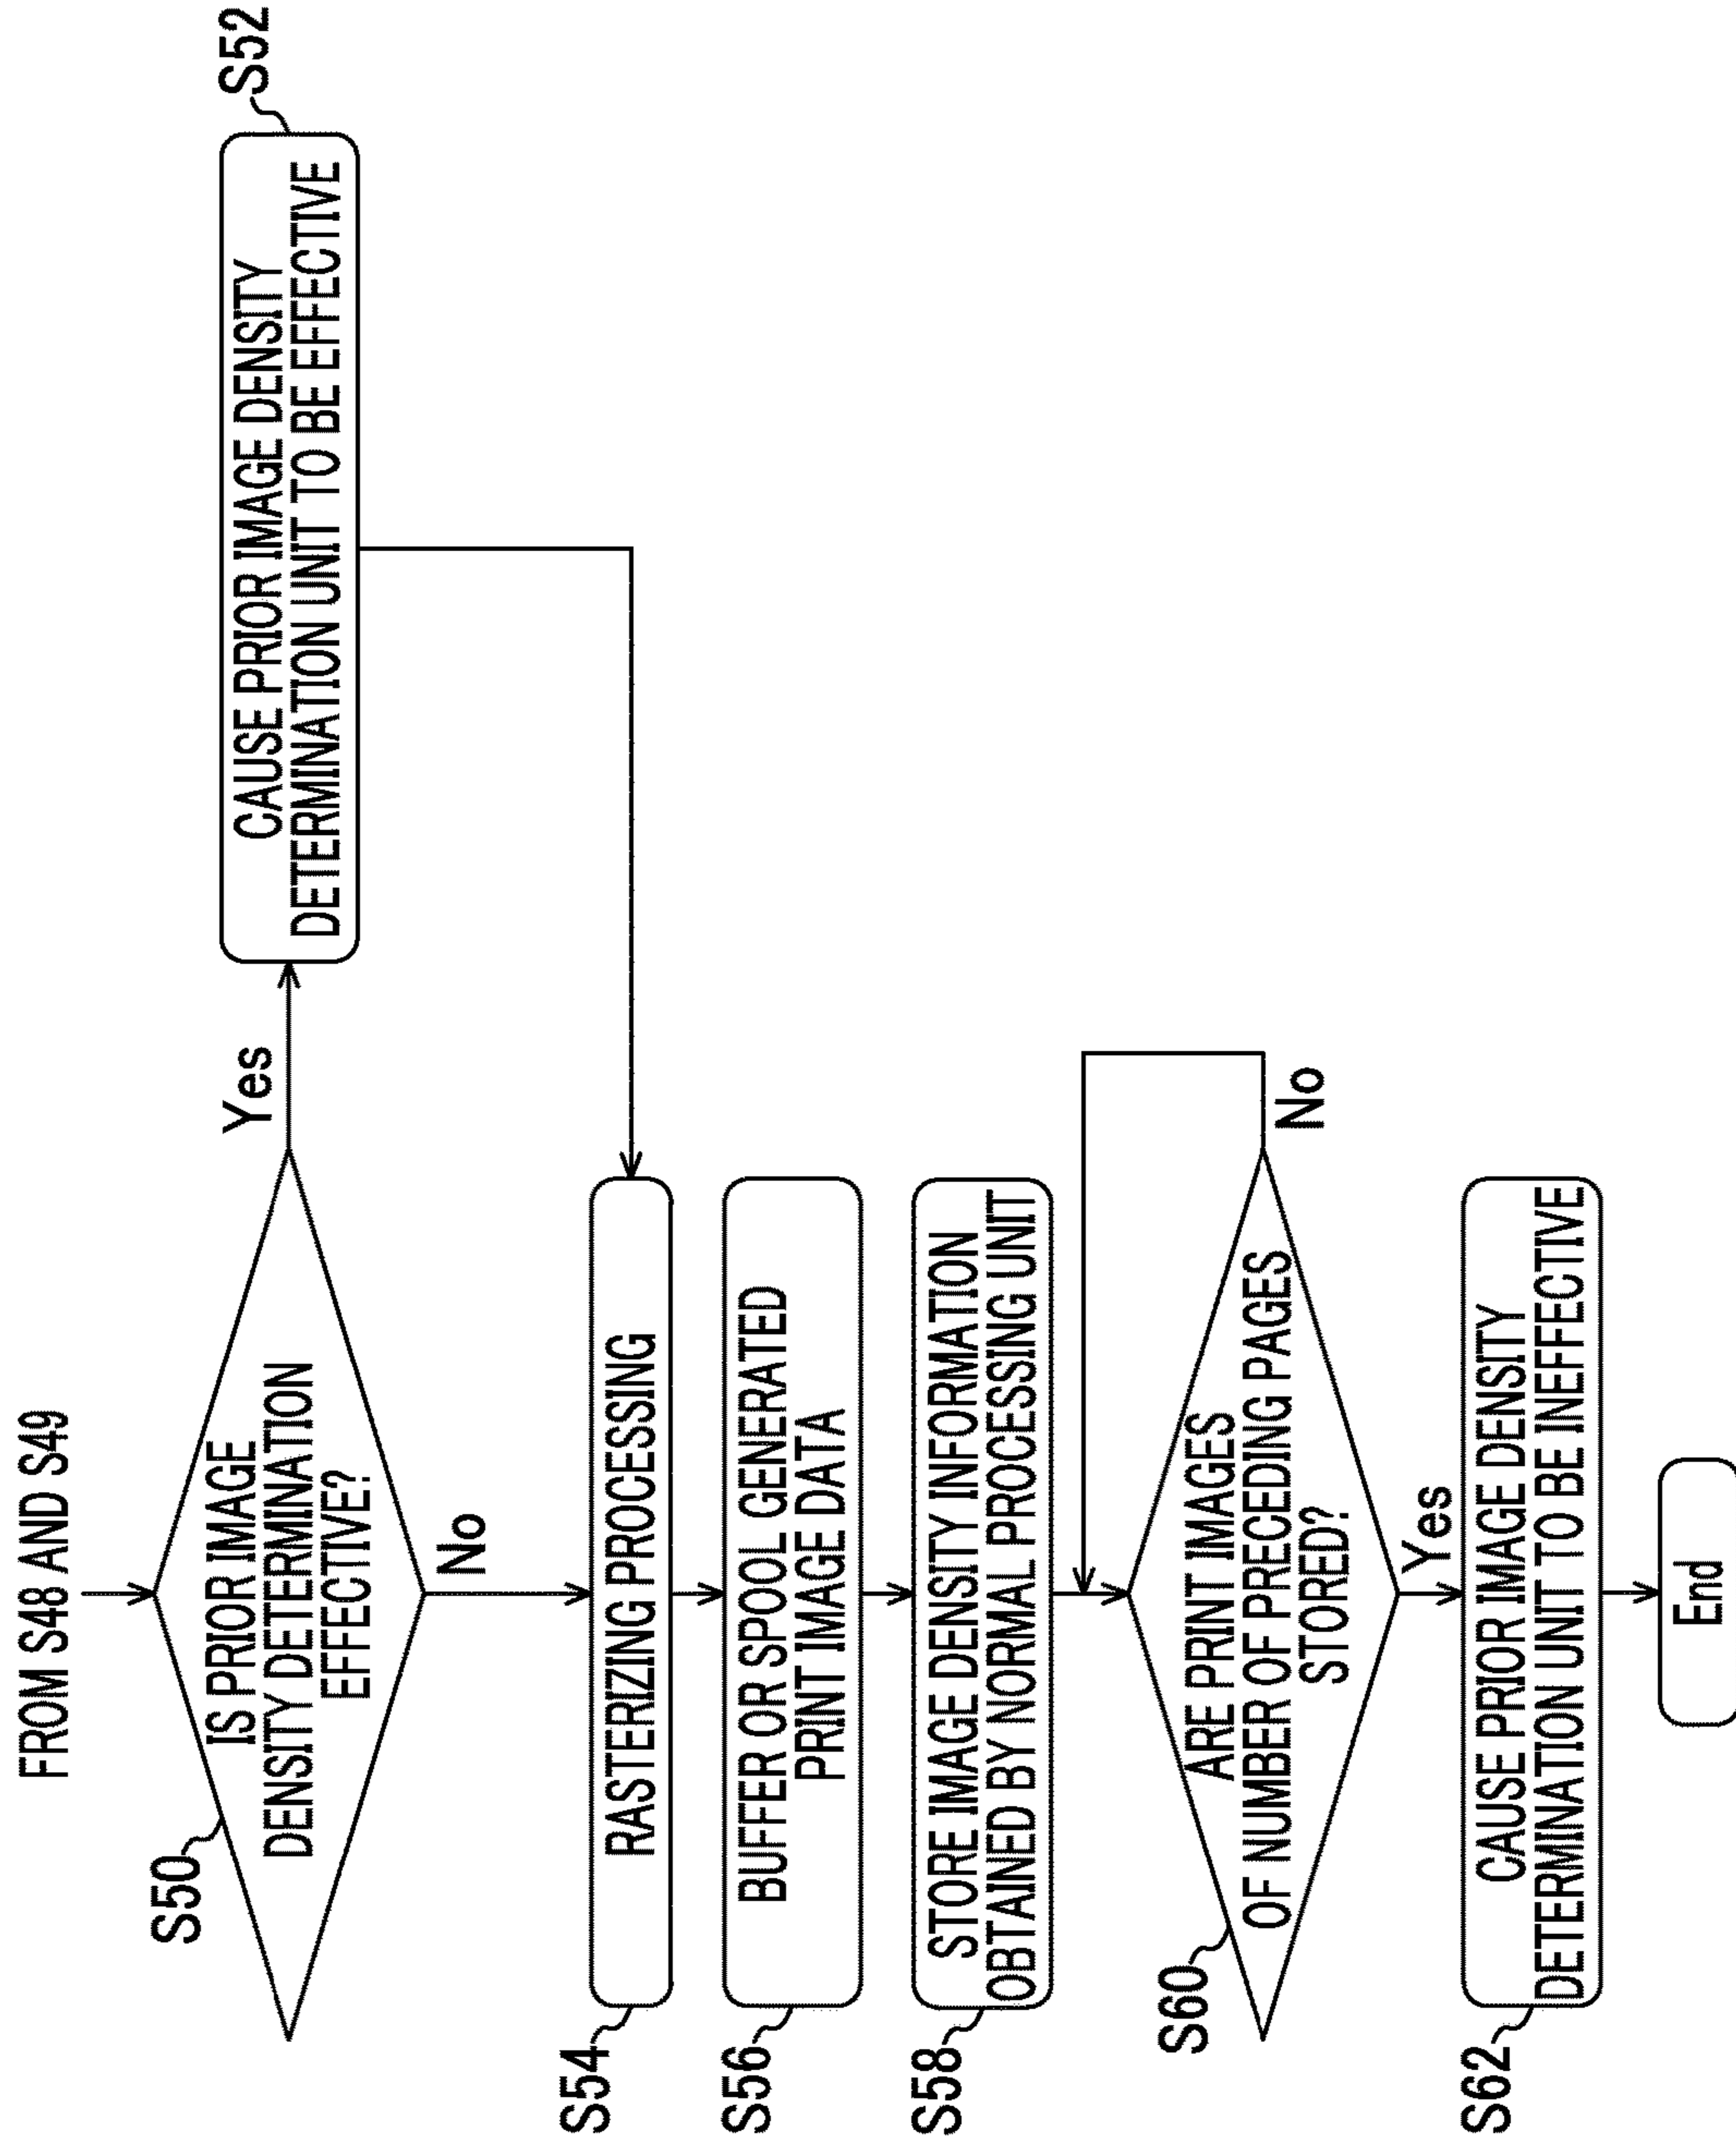 FROM S48 AND S49
S50
IS PRIOR IMAGE
DENSITY DETERMINATION
EFFECTIVE?
Yes
S52
CAUSE PRIOR IMAGE DENSITY
DETERMINATION UNIT TO BE EFFECTIVE
No
S54
RASTERIZING PROCESSING
S56
BUFFER OR SPOOL GENERATED
PRINT IMAGE DATA
S58
STORE IMAGE DENSITY INFORMATION
OBTAINED BY NORMAL PROCESSING UNIT
S60
ARE PRINT IMAGES
OF NUMBER OF PRECEDING PAGES
STORED?
No
Yes
S62
CAUSE PRIOR IMAGE DENSITY
DETERMINATION UNIT TO BE INEFFECTIVE
End